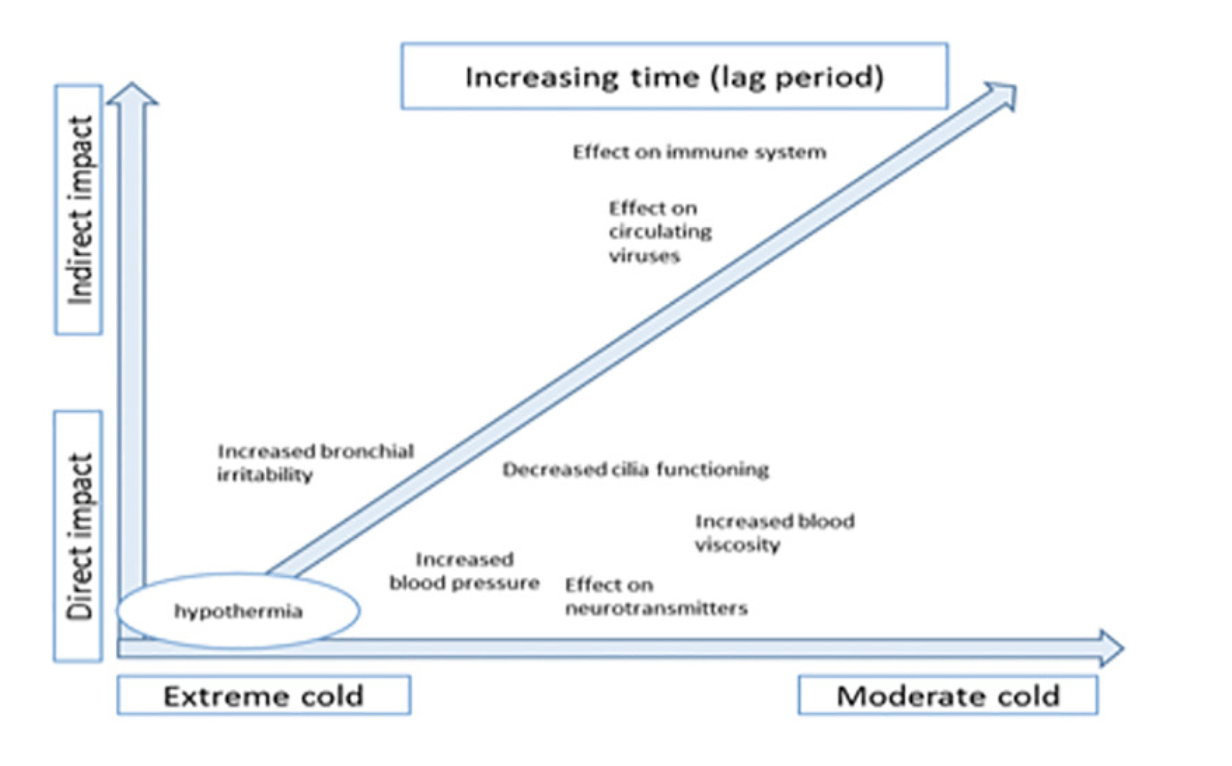 Increasing time (lag period)
Indirect impact
Effect on immune system
Effect on
circulating
viruses
Direct impact
Increased bronchial
irritability
Decreased cilia functioning
Increased blood
viscosity
Increased
blood pressure
Effect on
neurotransmitters
hypothermia
Extreme cold
Moderate cold